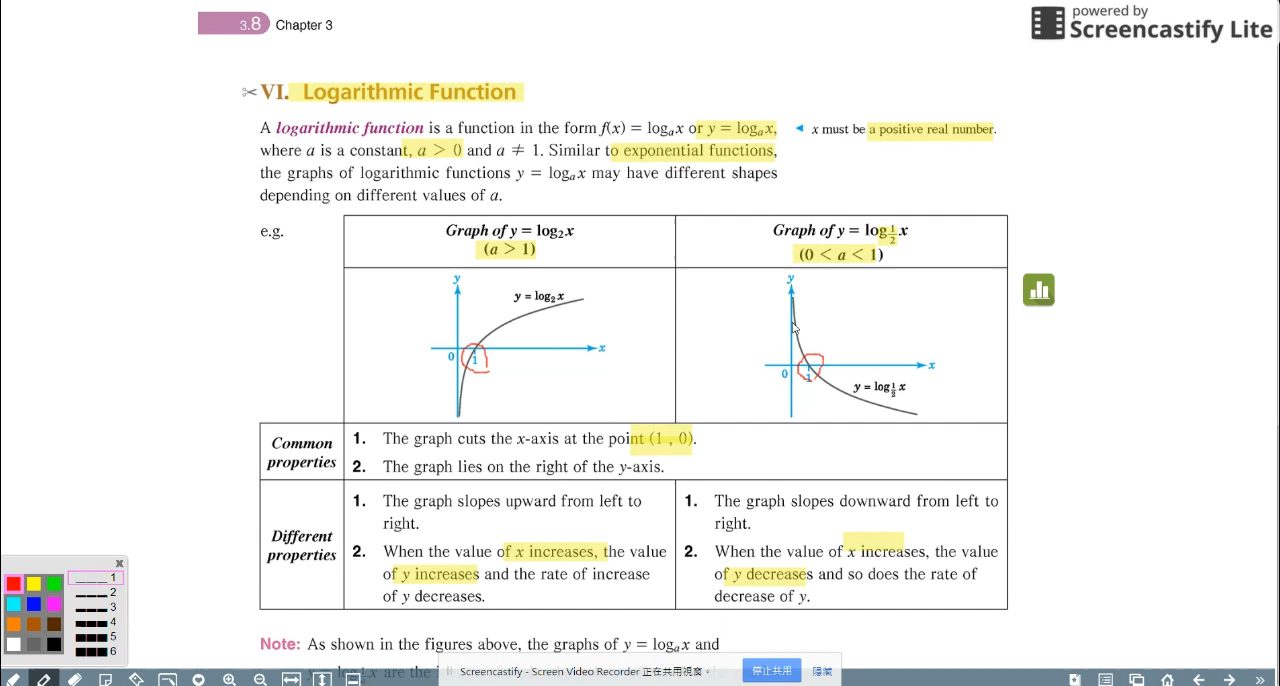 3.8 Chapter 3
powered by
Screencastify Lite
VI. Logarithmic Function
A logarithmic function is a function in the form f(x) = logₐx or y = logₐx,
◄ x must be a positive real number.
where a is a constant, a > 0 and a ≠ 1. Similar to exponential functions,
the graphs of logarithmic functions y = logₐx may have different shapes
depending on different values of a.
e.g.
Graph of y = log₂x
(a > 1)
Graph of y = log_{1/2} x
(0 < a < 1)
y
y = log₂ x
0
1
x
y
0
1
x
y = log_{1/2} x
Common
properties
1. The graph cuts the x-axis at the point (1 , 0).
2. The graph lies on the right of the y-axis.
Different
properties
1. The graph slopes upward from left to
right.
2. When the value of x increases, the value
of y increases and the rate of increase
of y decreases.
1. The graph slopes downward from left to
right.
2. When the value of x increases, the value
of y decreases and so does the rate of
decrease of y.
Note: As shown in the figures above, the graphs of y = logₐx and
x are the
Screencastify - Screen Video Recorder 正在共用視窗。
停止共用
隱藏
x
1
2
3
4
5
6